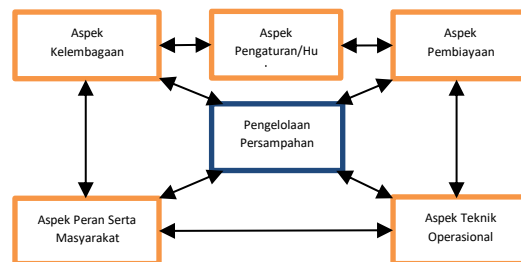 Aspek
Kelembagaan
Aspek
Pengaturan/Hu
Aspek
Pembiayaan
Pengelolaan
Persampahan
Aspek Peran Serta
Masyarakat
Aspek Teknik
Operasional